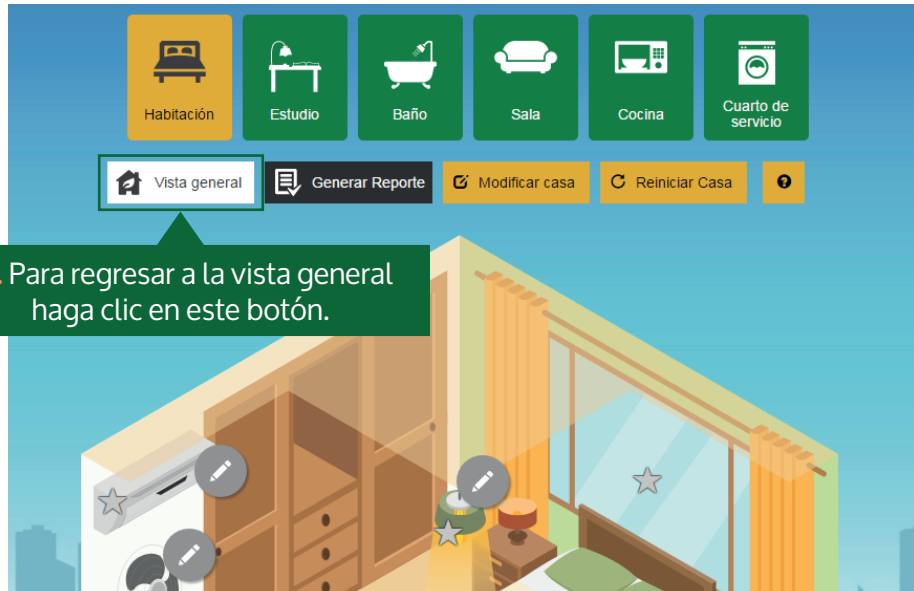 Habitación
Estudio
Baño
Sala
Cocina
Cuarto de
servicio
Vista general
Generar Reporte
Modificar casa
Reiniciar Casa
?
. Para regresar a la vista general
haga clic en este botón.